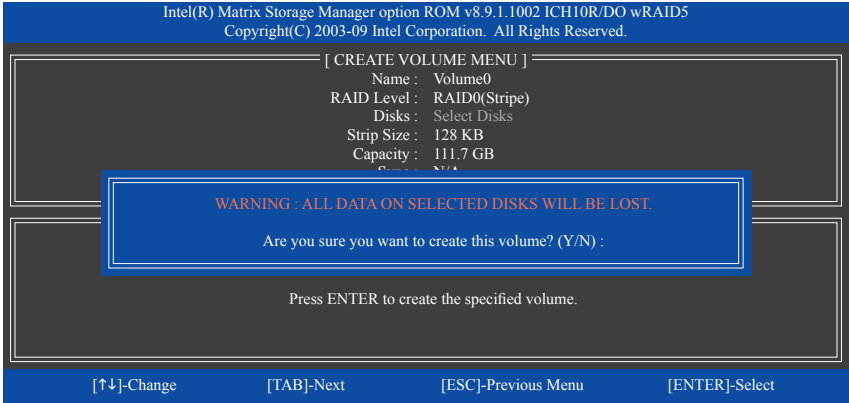 Intel(R) Matrix Storage Manager option ROM v8.9.1.1002 ICH10R/DO wRAID5
Copyright(C) 2003-09 Intel Corporation. All Rights Reserved.
[ CREATE VOLUME MENU ]
Name : Volume0
RAID Level : RAID0(Stripe)
Disks : Select Disks
Strip Size : 128 KB
Capacity : 111.7 GB
Sync : N/A
WARNING : ALL DATA ON SELECTED DISKS WILL BE LOST.
Are you sure you want to create this volume? (Y/N) :
Press ENTER to create the specified volume.
[↑↓]-Change [TAB]-Next [ESC]-Previous Menu [ENTER]-Select